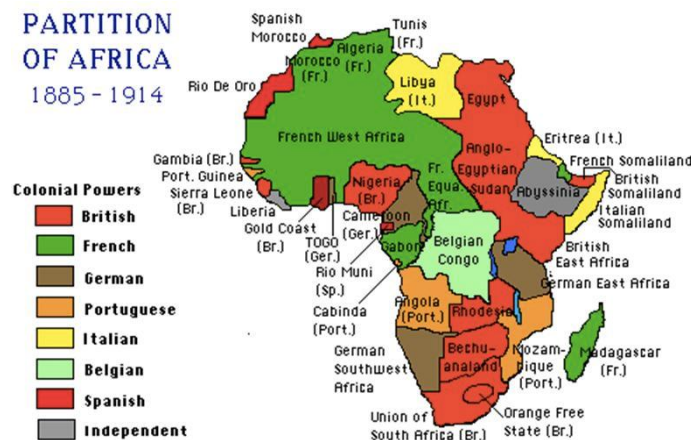 PARTITION
OF AFRICA
1885 - 1914
Spanish
Morocco
Tunis
(Fr.)
Algeria
(Fr.)
Morocco
(Fr.)
Libya
(It.)
Egypt
Rio De Oro
French West Africa
Anglo-
Egyptian
Sudan
Eritrea (It.)
French Somaliland
British
Somaliland
Italian
Somaliland
Abyssinia
Gambia (Br.)
Port. Guinea
Sierra Leone
(Br.)
Liberia
Gold Coast
(Br.)
TOGO
(Ger.)
Nigeria
(Br.)
Cameroon
(Ger.)
Fr.
Equa.
Afr.
Rio Muni
(Sp.)
Gabon
Cabinda
(Port.)
Belgian
Congo
British
East Africa
German East Africa
Angola
(Port.)
Rhodesia
German
Southwest
Africa
Bechu-
analand
Mozam-
bique
(Port.)
Madagascar
(Fr.)
Union of
South Africa (Br.)
Orange Free
State (Br.)
Colonial Powers
British
French
German
Portuguese
Italian
Belgian
Spanish
Independent